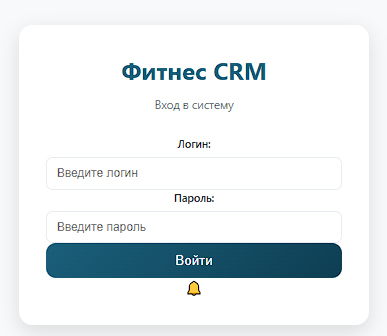 Фитнес CRM
Вход в систему
Логин:
Введите логин
Пароль:
Введите пароль
Войти